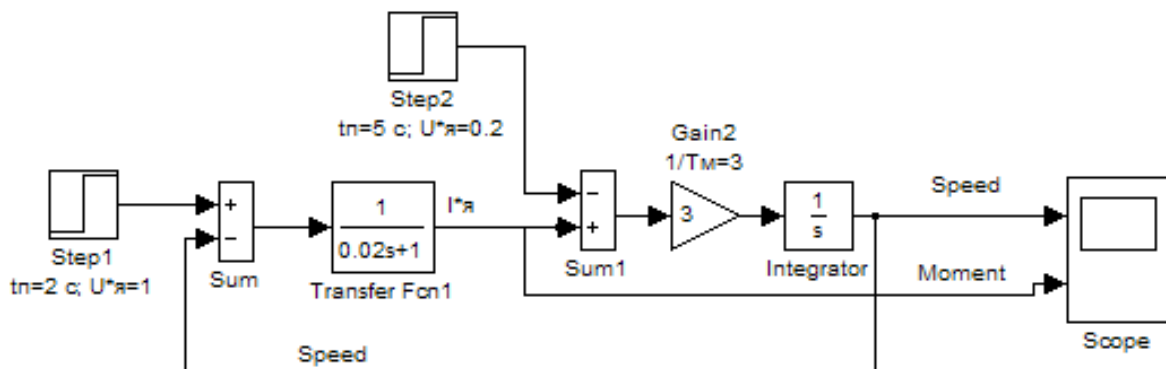 Step2
tп=5 c; U*я=0.2
Gain2
1/Tм=3
Step1
tп=2 c; U*я=1
+
−
Sum
1
0.02s+1
Transfer Fcn1
I*я
−
+
Sum1
3
1
s
Integrator
Speed
Moment
Scope
Speed